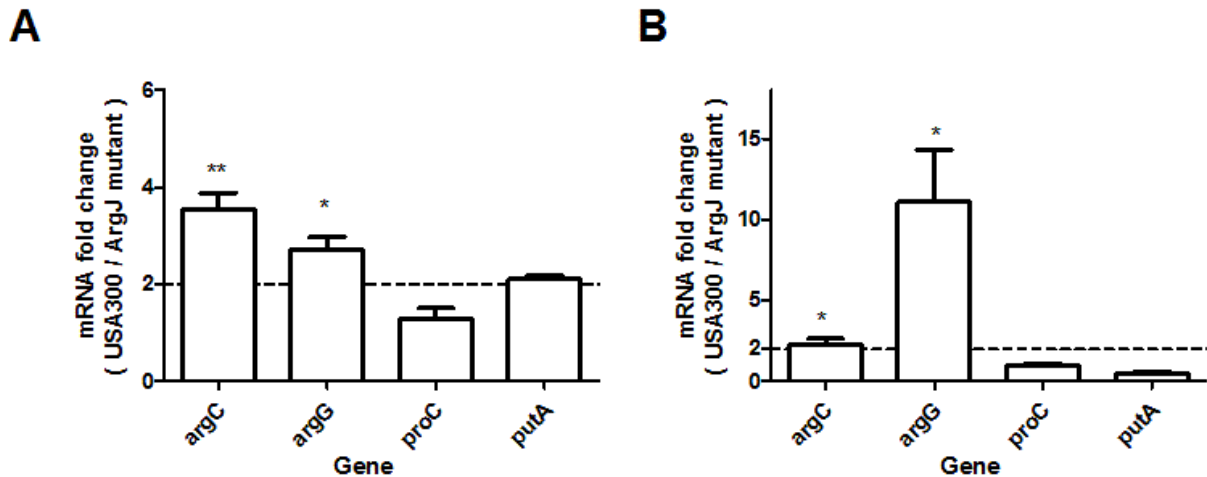 A
mRNA fold change
( USA300 / ArgJ mutant )
6
4
2
0
**
*
argC
argG
proC
putA
Gene
B
mRNA fold change
( USA300 / ArgJ mutant )
15
10
5
2
0
*
*
argC
argG
proC
putA
Gene